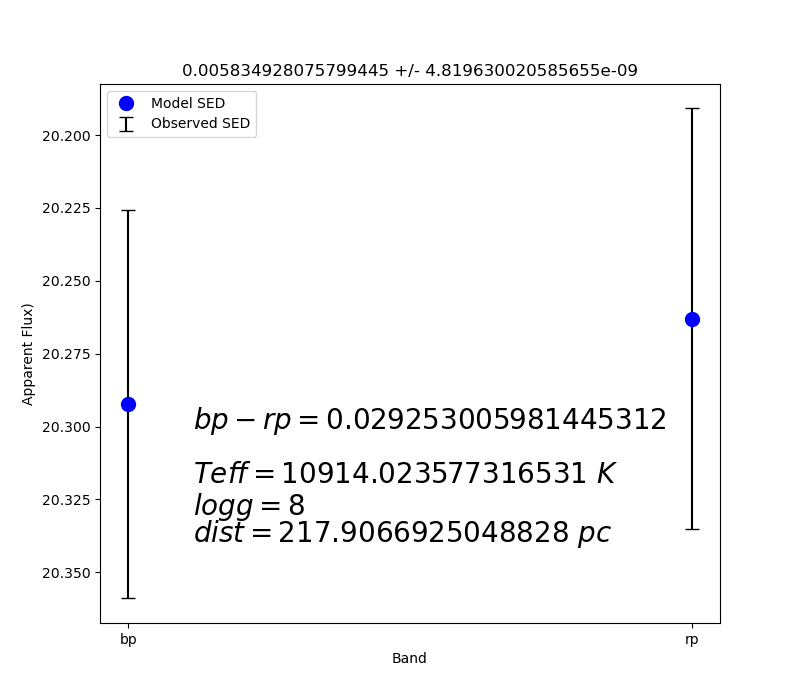 0.005834928075799445 +/- 4.819630020585655e-09
Model SED
Observed SED
20.200
20.225
20.250
20.275
20.300
20.325
20.350
Apparent Flux)
bp − rp = 0.029253005981445312
Teff = 10914.023577316531 K
logg = 8
dist = 217.9066925048828 pc
bp
rp
Band